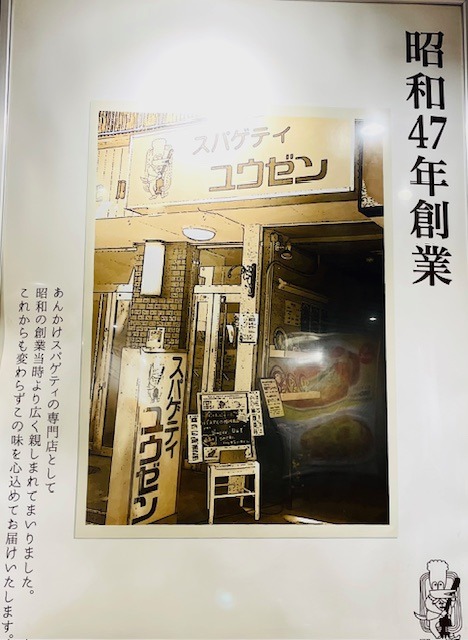 昭和47年創業
スパゲティ
ユウゼン
スパゲティ ユウゼン
あんかけスパゲティの専門店として
昭和の創業当時より広く親しまれてまいりました。
これからも変わらずこの味を心込めてお届けいたします。